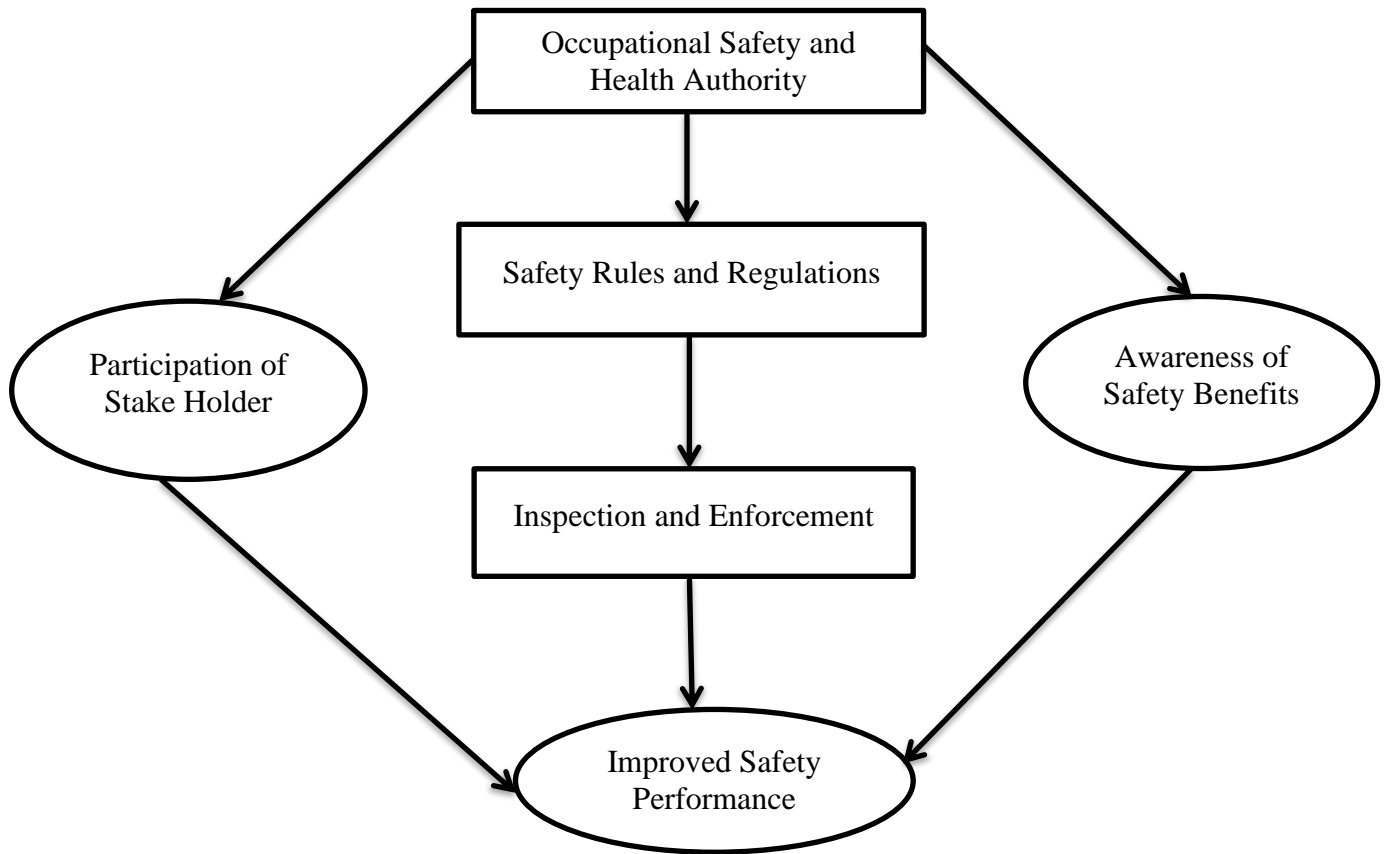 Occupational Safety and
Health Authority
Safety Rules and Regulations
Participation of
Stake Holder
Awareness of
Safety Benefits
Inspection and Enforcement
Improved Safety
Performance